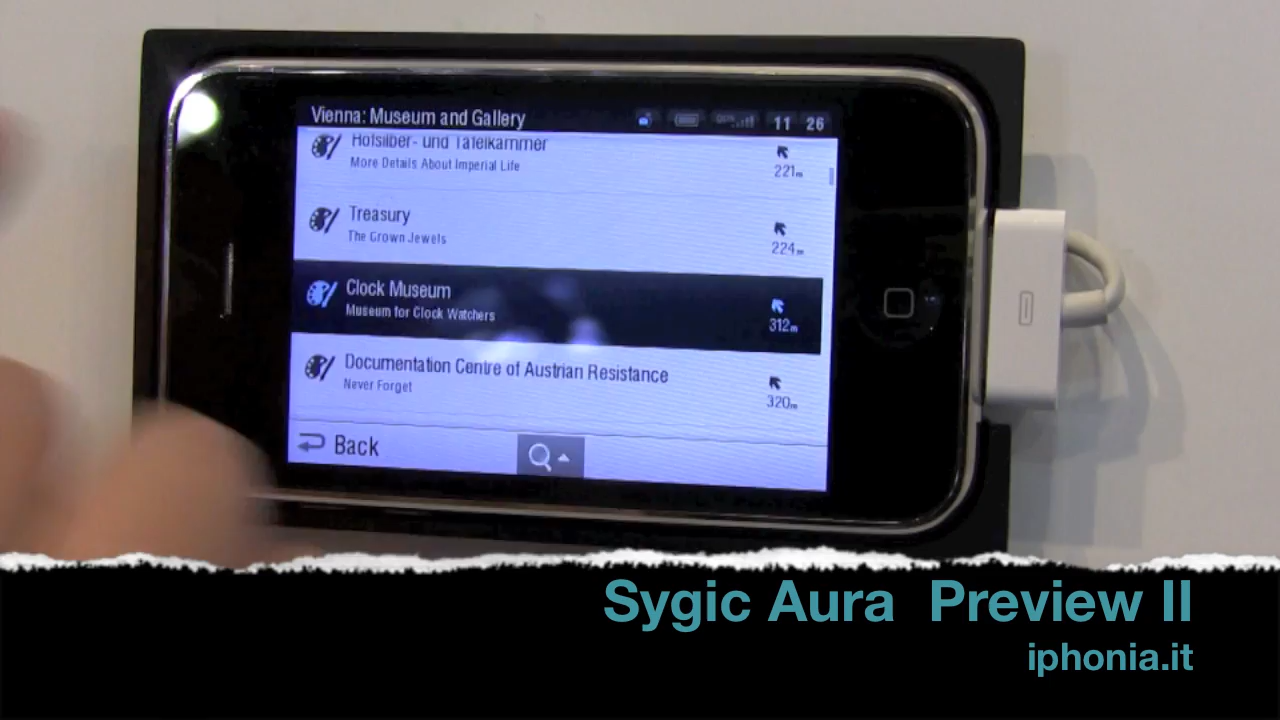 Vienna: Museum and Gallery
11 26
Hofsilber- und Tafelkammer
More Details About Imperial Life
221m
Treasury
The Crown Jewels
224m
Clock Museum
Museum for Clock Watchers
312m
Documentation Centre of Austrian Resistance
Never Forget
320m
Back
Sygic Aura Preview II
iphonia.it